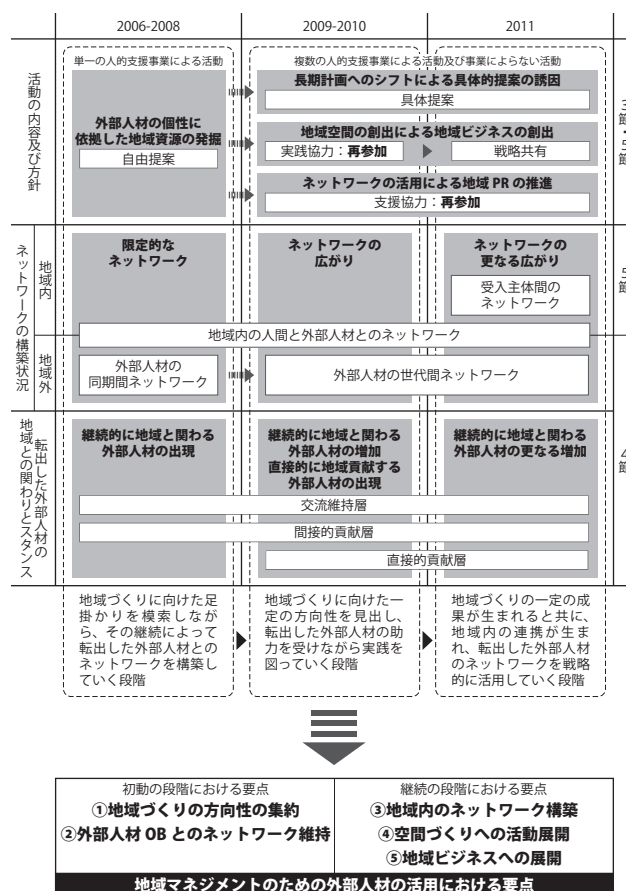 2006-2008
2009-2010
2011
活動の内容及び方針
単一の人的支援事業による活動
複数の人的支援事業による活動及び事業によらない活動
外部人材の個性に
依拠した地域資源の発掘
自由提案
長期計画へのシフトによる具体的提案の誘因
具体提案
地域空間の創出による地域ビジネスの創出
実践協力：再参加
戦略共有
ネットワークの活用による地域 PR の推進
支援協力：再参加
ネットワークの構築状況
地域内
地域外
限定的な
ネットワーク
ネットワークの
広がり
ネットワークの
更なる広がり
受入主体間の
ネットワーク
地域内の人間と外部人材とのネットワーク
外部人材の
同期間ネットワーク
外部人材の世代間ネットワーク
転出した外部人材の
地域との関わりとスタンス
継続的に地域と関わる
外部人材の出現
継続的に地域と関わる
外部人材の増加
直接的に地域貢献する
外部人材の出現
継続的に地域と関わる
外部人材の更なる増加
交流維持層
間接的貢献層
直接的貢献層
地域づくりに向けた足
掛かりを模索しなが
ら、その継続によって
転出した外部人材との
ネットワークを構築し
ていく段階
地域づくりに向けた一
定の方向性を見出し、
転出した外部人材の助
力を受けながら実践を
図っていく段階
地域づくりの一定の成
果が生まれると共に、
地域内の連携が生ま
れ、転出した外部人材
のネットワークを戦略
的に活用していく段階
初動の段階における要点
①地域づくりの方向性の集約
②外部人材 OB とのネットワーク維持
継続の段階における要点
③地域内のネットワーク構築
④空間づくりへの活動展開
⑤地域ビジネスへの展開
地域マネジメントのための外部人材の活用における要点